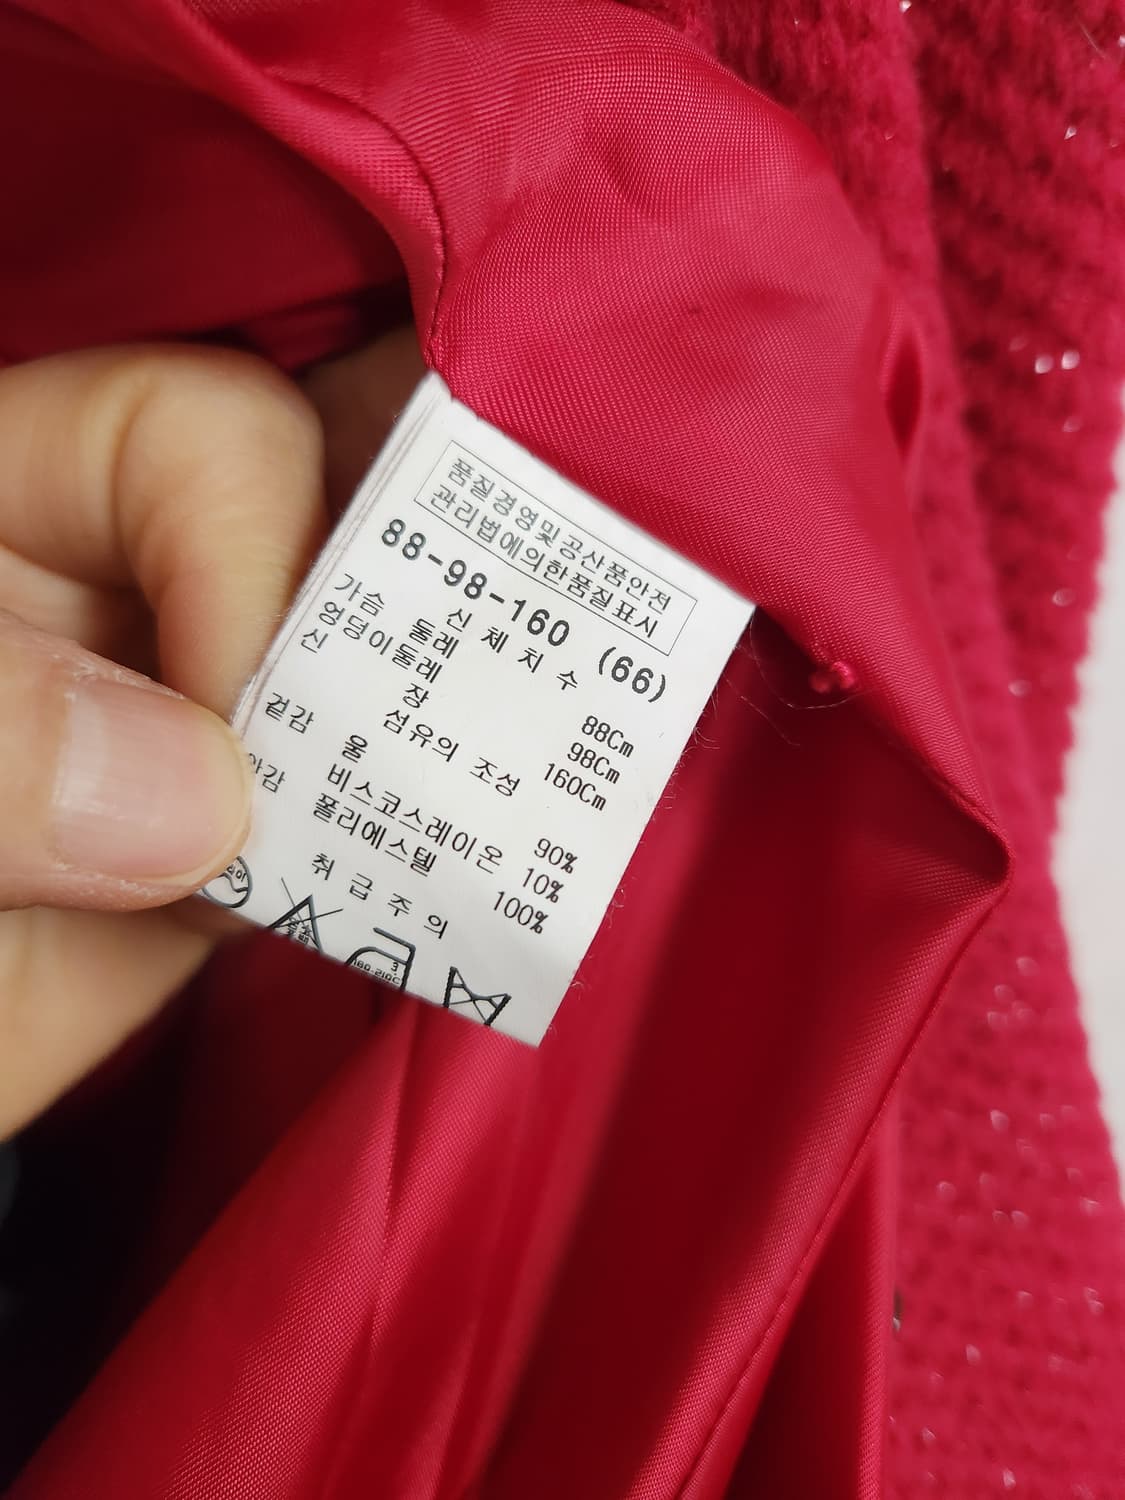 품질경영및공산품안전
관리법에의한품질표시
88-98-160 (66)
신 체 치 수
가슴 둘레 88Cm
엉덩이둘레 98Cm
신 장 160Cm
섬유의 조성
겉감 울 90%
비스코스레이온 10%
안감 폴리에스텔 100%
취 급 주 의
3
180-210℃